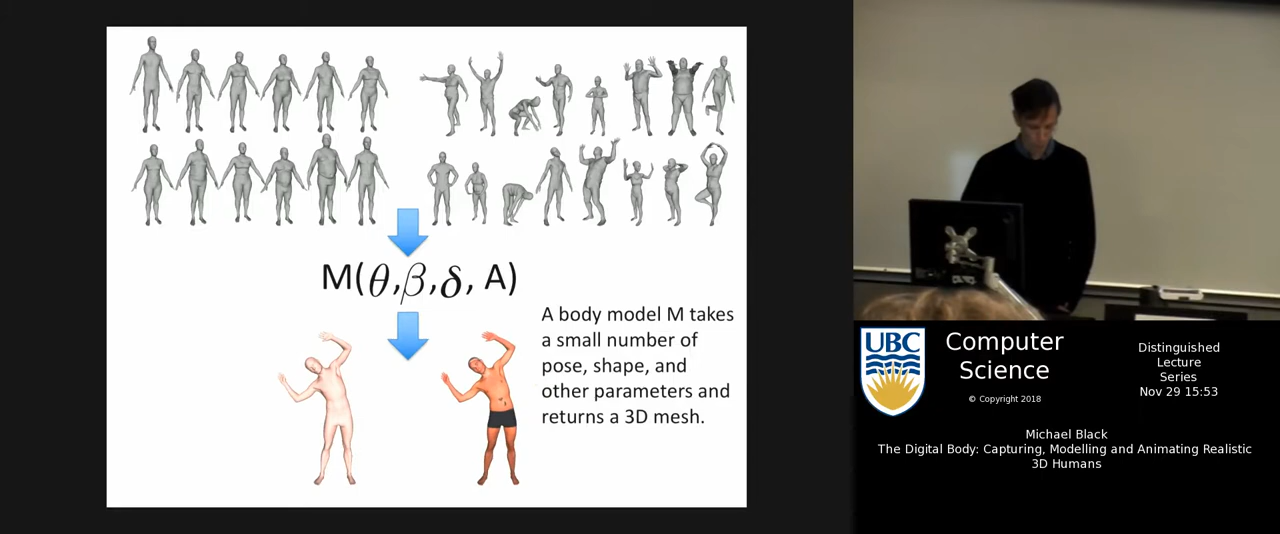 M(θ,β,δ, A)
A body model M takes
a small number of
pose, shape, and
other parameters and
returns a 3D mesh.
UBC
Computer
Science
© Copyright 2018
Distinguished
Lecture
Series
Nov 29 15:53
Michael Black
The Digital Body: Capturing, Modelling and Animating Realistic
3D Humans